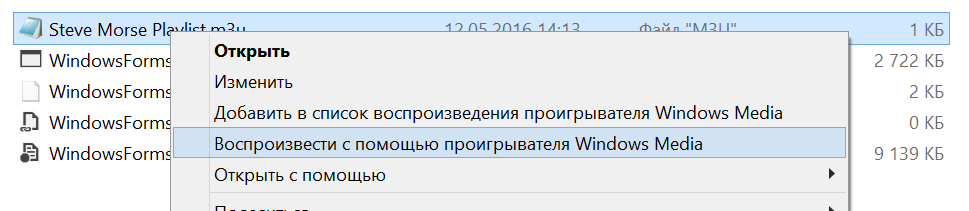 Steve Morse Playlist.m3u 12.05.2016 14:13 Файл "M3U" 1 КБ
Открыть
WindowsForms 2 722 КБ
Изменить
WindowsForms 2 КБ
Добавить в список воспроизведения проигрывателя Windows Media
WindowsForms 0 КБ
Воспроизвести с помощью проигрывателя Windows Media
WindowsForms 9 139 КБ
Открыть с помощью